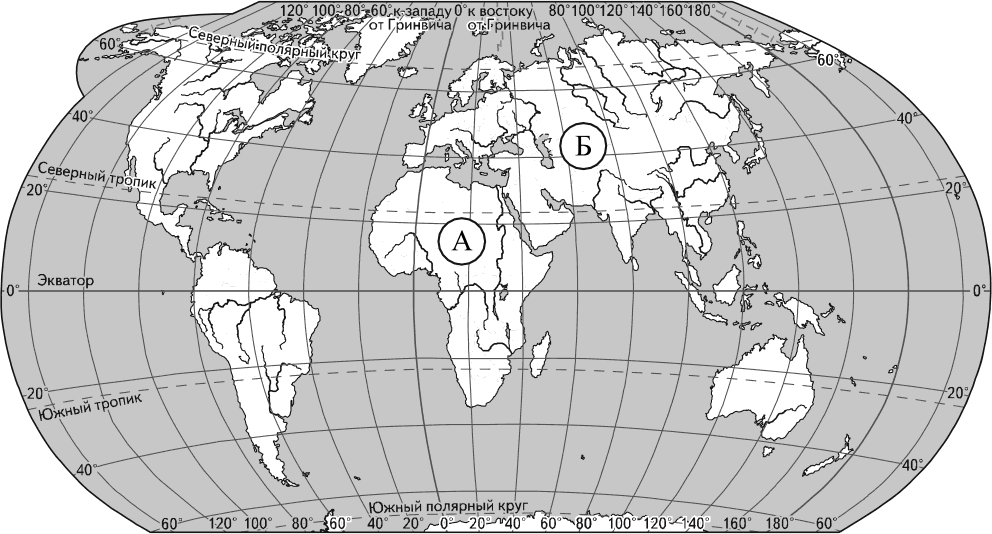 120° 100° 80° 60° к западу 0° к востоку 80° 100° 120° 140° 160° 180°
от Гринвича от Гринвича
Северный полярный круг
60° 60°
40° 40°
Б
Северный тропик
20° 20°
А
Экватор
0° 0°
20° 20°
Южный тропик
40° 40°
Южный полярный круг
60° 120° 100° 80° 60° 40° 20° 0° 20° 40° 60° 80° 100° 120° 140° 160° 180° 60°